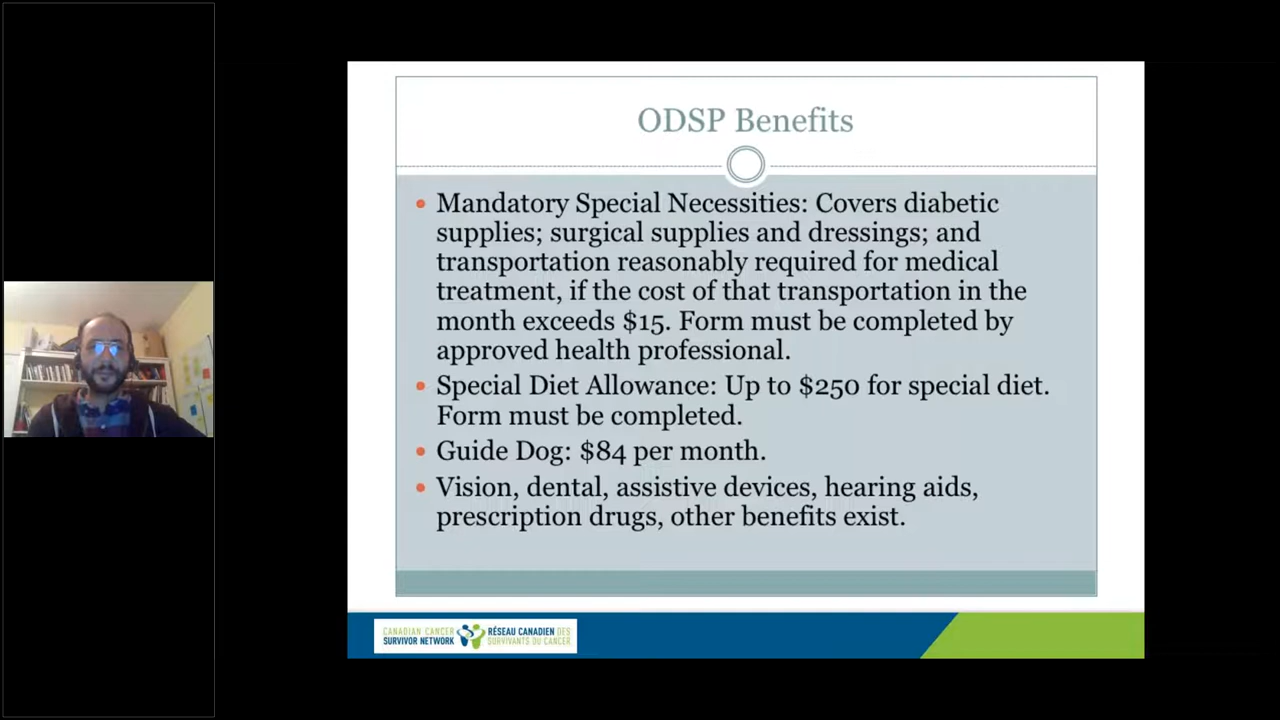 ODSP Benefits
Mandatory Special Necessities: Covers diabetic
supplies; surgical supplies and dressings; and
transportation reasonably required for medical
treatment, if the cost of that transportation in the
month exceeds $15. Form must be completed by
approved health professional.
Special Diet Allowance: Up to $250 for special diet.
Form must be completed.
Guide Dog: $84 per month.
Vision, dental, assistive devices, hearing aids,
prescription drugs, other benefits exist.
CANADIAN CANCER
SURVIVOR NETWORK
RÉSEAU CANADIEN DES
SURVIVANTS DU CANCER